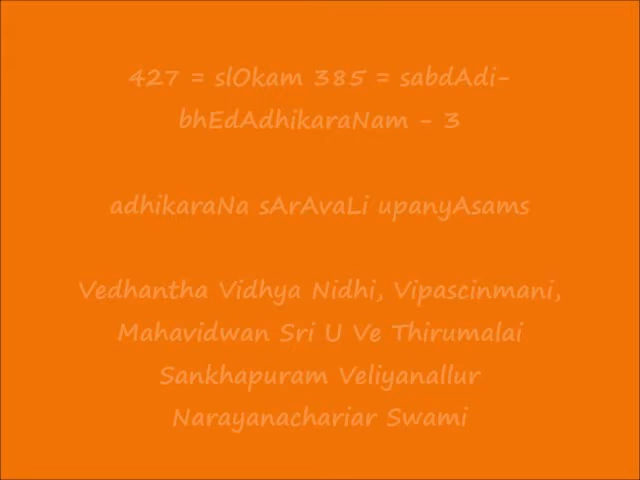 427 = slOkam 385 = sabdAdi-
bhEdAdhikaraNam - 3
adhikaraNa sArAvaLi upanyAsams
Vedhantha Vidhya Nidhi, Vipascinmani,
Mahavidwan Sri U Ve Thirumalai
Sankhapuram Veliyanallur
Narayanachariar Swami